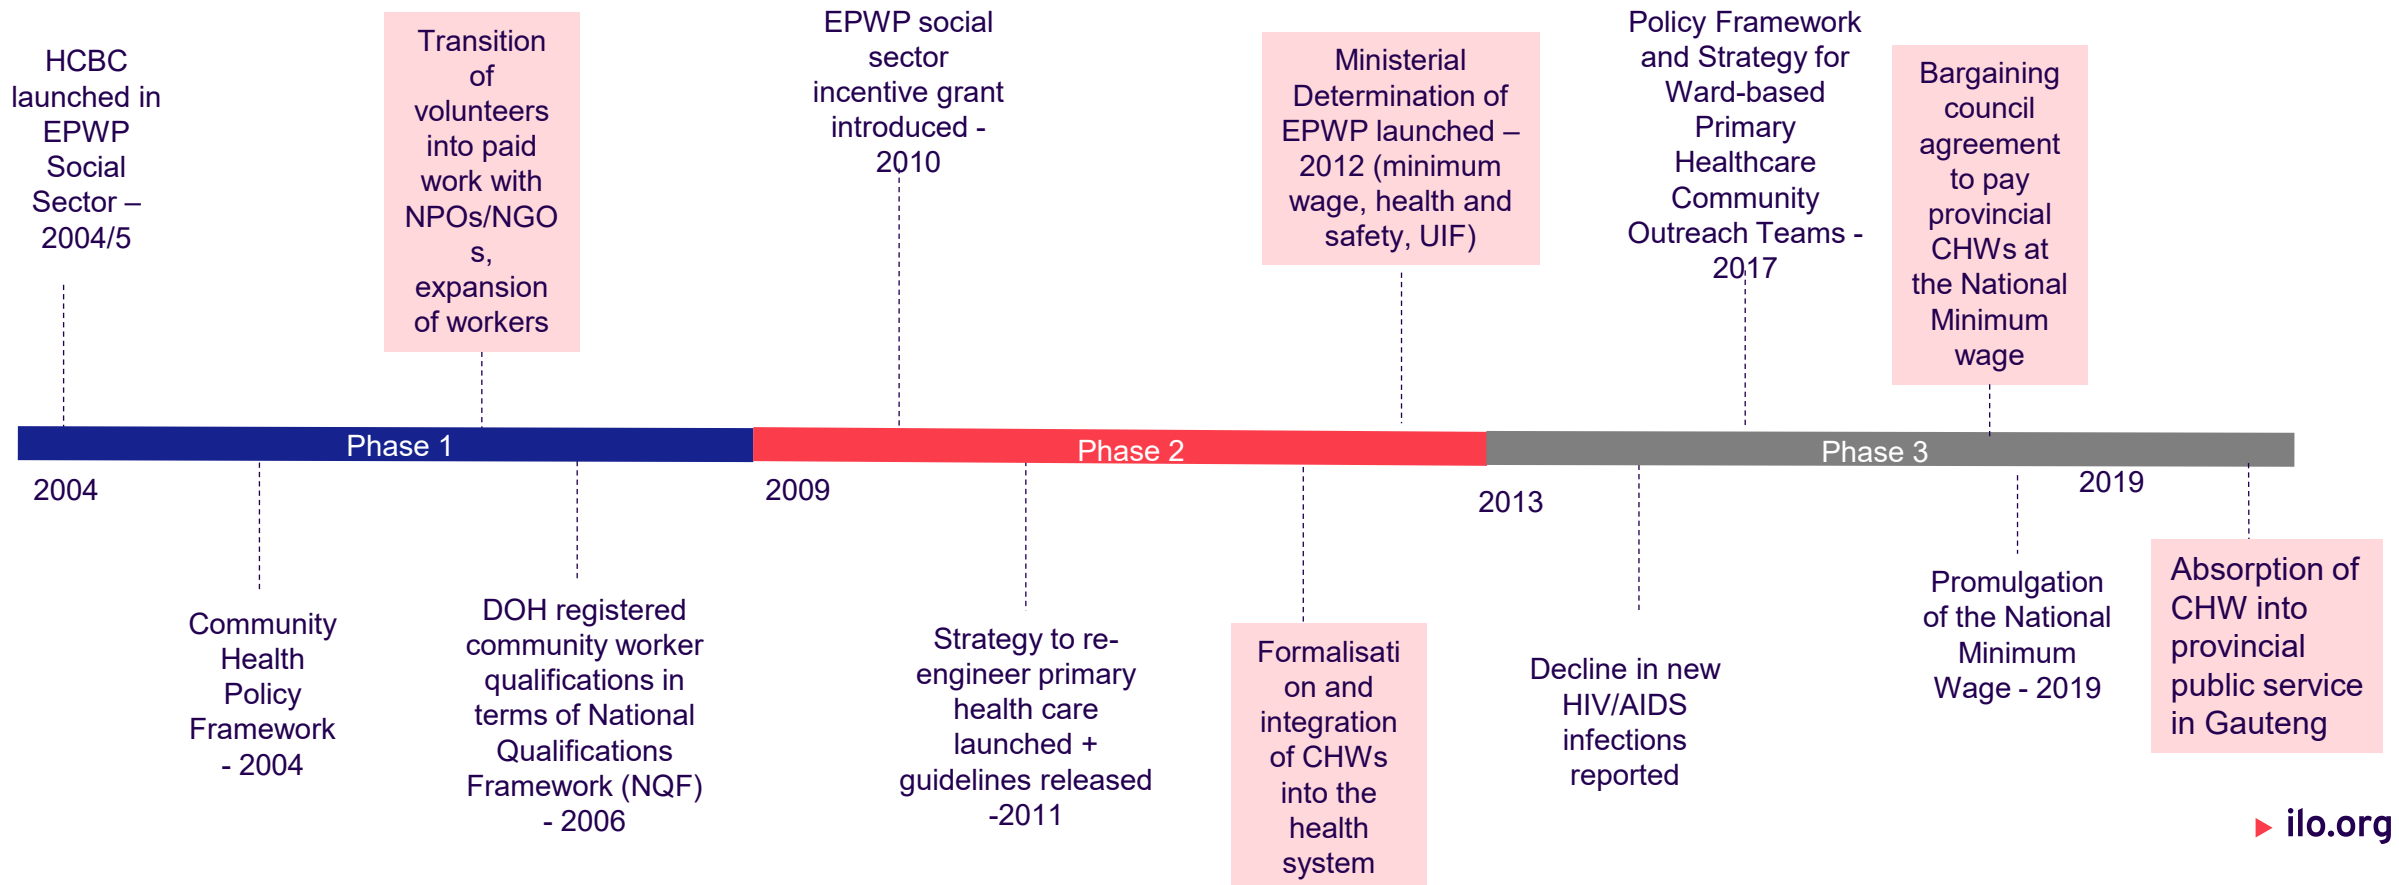 HCBC
launched in
EPWP
Social
Sector –
2004/5
Transition
of
volunteers
into paid
work with
NPOs/NGO
s,
expansion
of workers
EPWP social
sector
incentive grant
introduced -
2010
Ministerial
Determination of
EPWP launched –
2012 (minimum
wage, health and
safety, UIF)
Policy Framework
and Strategy for
Ward-based
Primary
Healthcare
Community
Outreach Teams -
2017
Bargaining
council
agreement
to pay
provincial
CHWs at
the National
Minimum
wage
Phase 1
Phase 2
Phase 3
2004
2009
2013
2019
Community
Health
Policy
Framework
- 2004
DOH registered
community worker
qualifications in
terms of National
Qualifications
Framework (NQF)
- 2006
Strategy to re-
engineer primary
health care
launched +
guidelines released
-2011
Formalisati
on and
integration
of CHWs
into the
health
system
Decline in new
HIV/AIDS
infections
reported
Promulgation
of the National
Minimum
Wage - 2019
Absorption of
CHW into
provincial
public service
in Gauteng
ilo.org